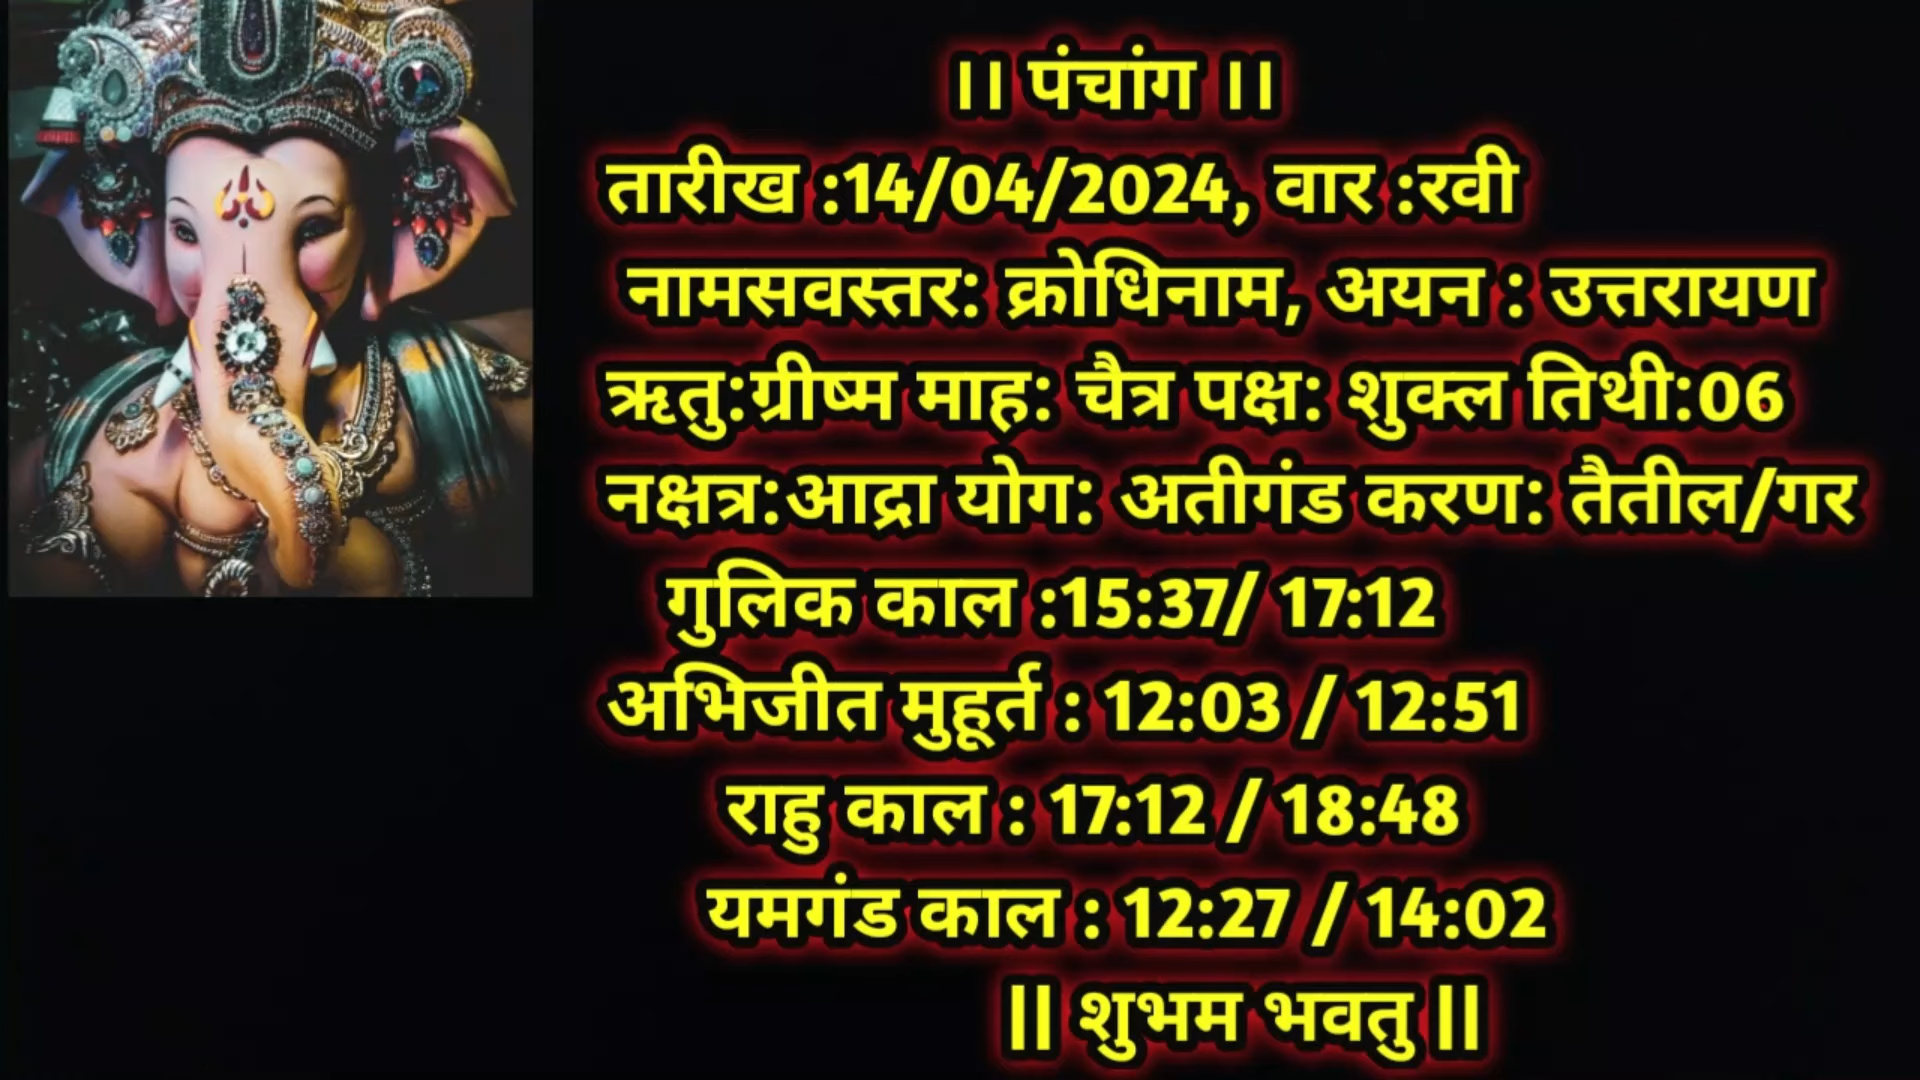 ।। पंचांग ।।
तारीख :14/04/2024, वार :रवी
नामसवस्तर: क्रोधिनाम, अयन : उत्तरायण
ऋतु:ग्रीष्म माह: चैत्र पक्ष: शुक्ल तिथी:06
नक्षत्र:आद्रा योग: अतीगंड करण: तैतील/गर
गुलिक काल :15:37/ 17:12
अभिजीत मुहूर्त : 12:03 / 12:51
राहु काल : 17:12 / 18:48
यमगंड काल : 12:27 / 14:02
|| शुभम भवतु ||